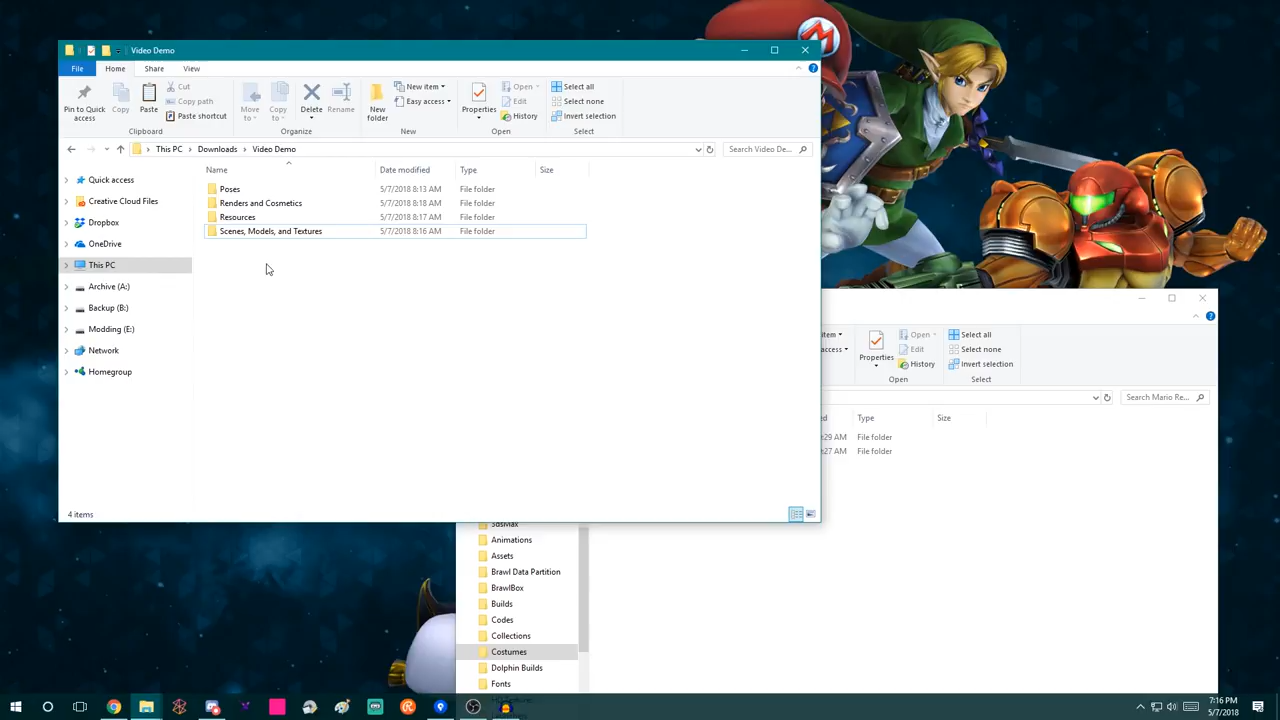 Video Demo
File Home Share View
Pin to Quick access
Copy
Paste
Cut
Copy path
Paste shortcut
Clipboard
Move to
Copy to
Delete
Rename
Organize
New folder
New item
Easy access
New
Properties
Open
Edit
History
Open
Select all
Select none
Invert selection
Select
This PC Downloads Video Demo
Search Video De...
Name Date modified Type Size
Poses 5/7/2018 8:13 AM File folder
Renders and Cosmetics 5/7/2018 8:18 AM File folder
Resources 5/7/2018 8:17 AM File folder
Scenes, Models, and Textures 5/7/2018 8:16 AM File folder
Quick access
Creative Cloud Files
Dropbox
OneDrive
This PC
Archive (A:)
Backup (B:)
Modding (E:)
Network
Homegroup
4 items
Properties
Open
Edit
History
Open
Select all
Select none
Invert selection
Select
Search Mario Re...
Type Size
:29 AM File folder
:27 AM File folder
3dsMax
Animations
Assets
Brawl Data Partition
BrawlBox
Builds
Codes
Collections
Costumes
Dolphin Builds
Fonts
7:16 PM
5/7/2018